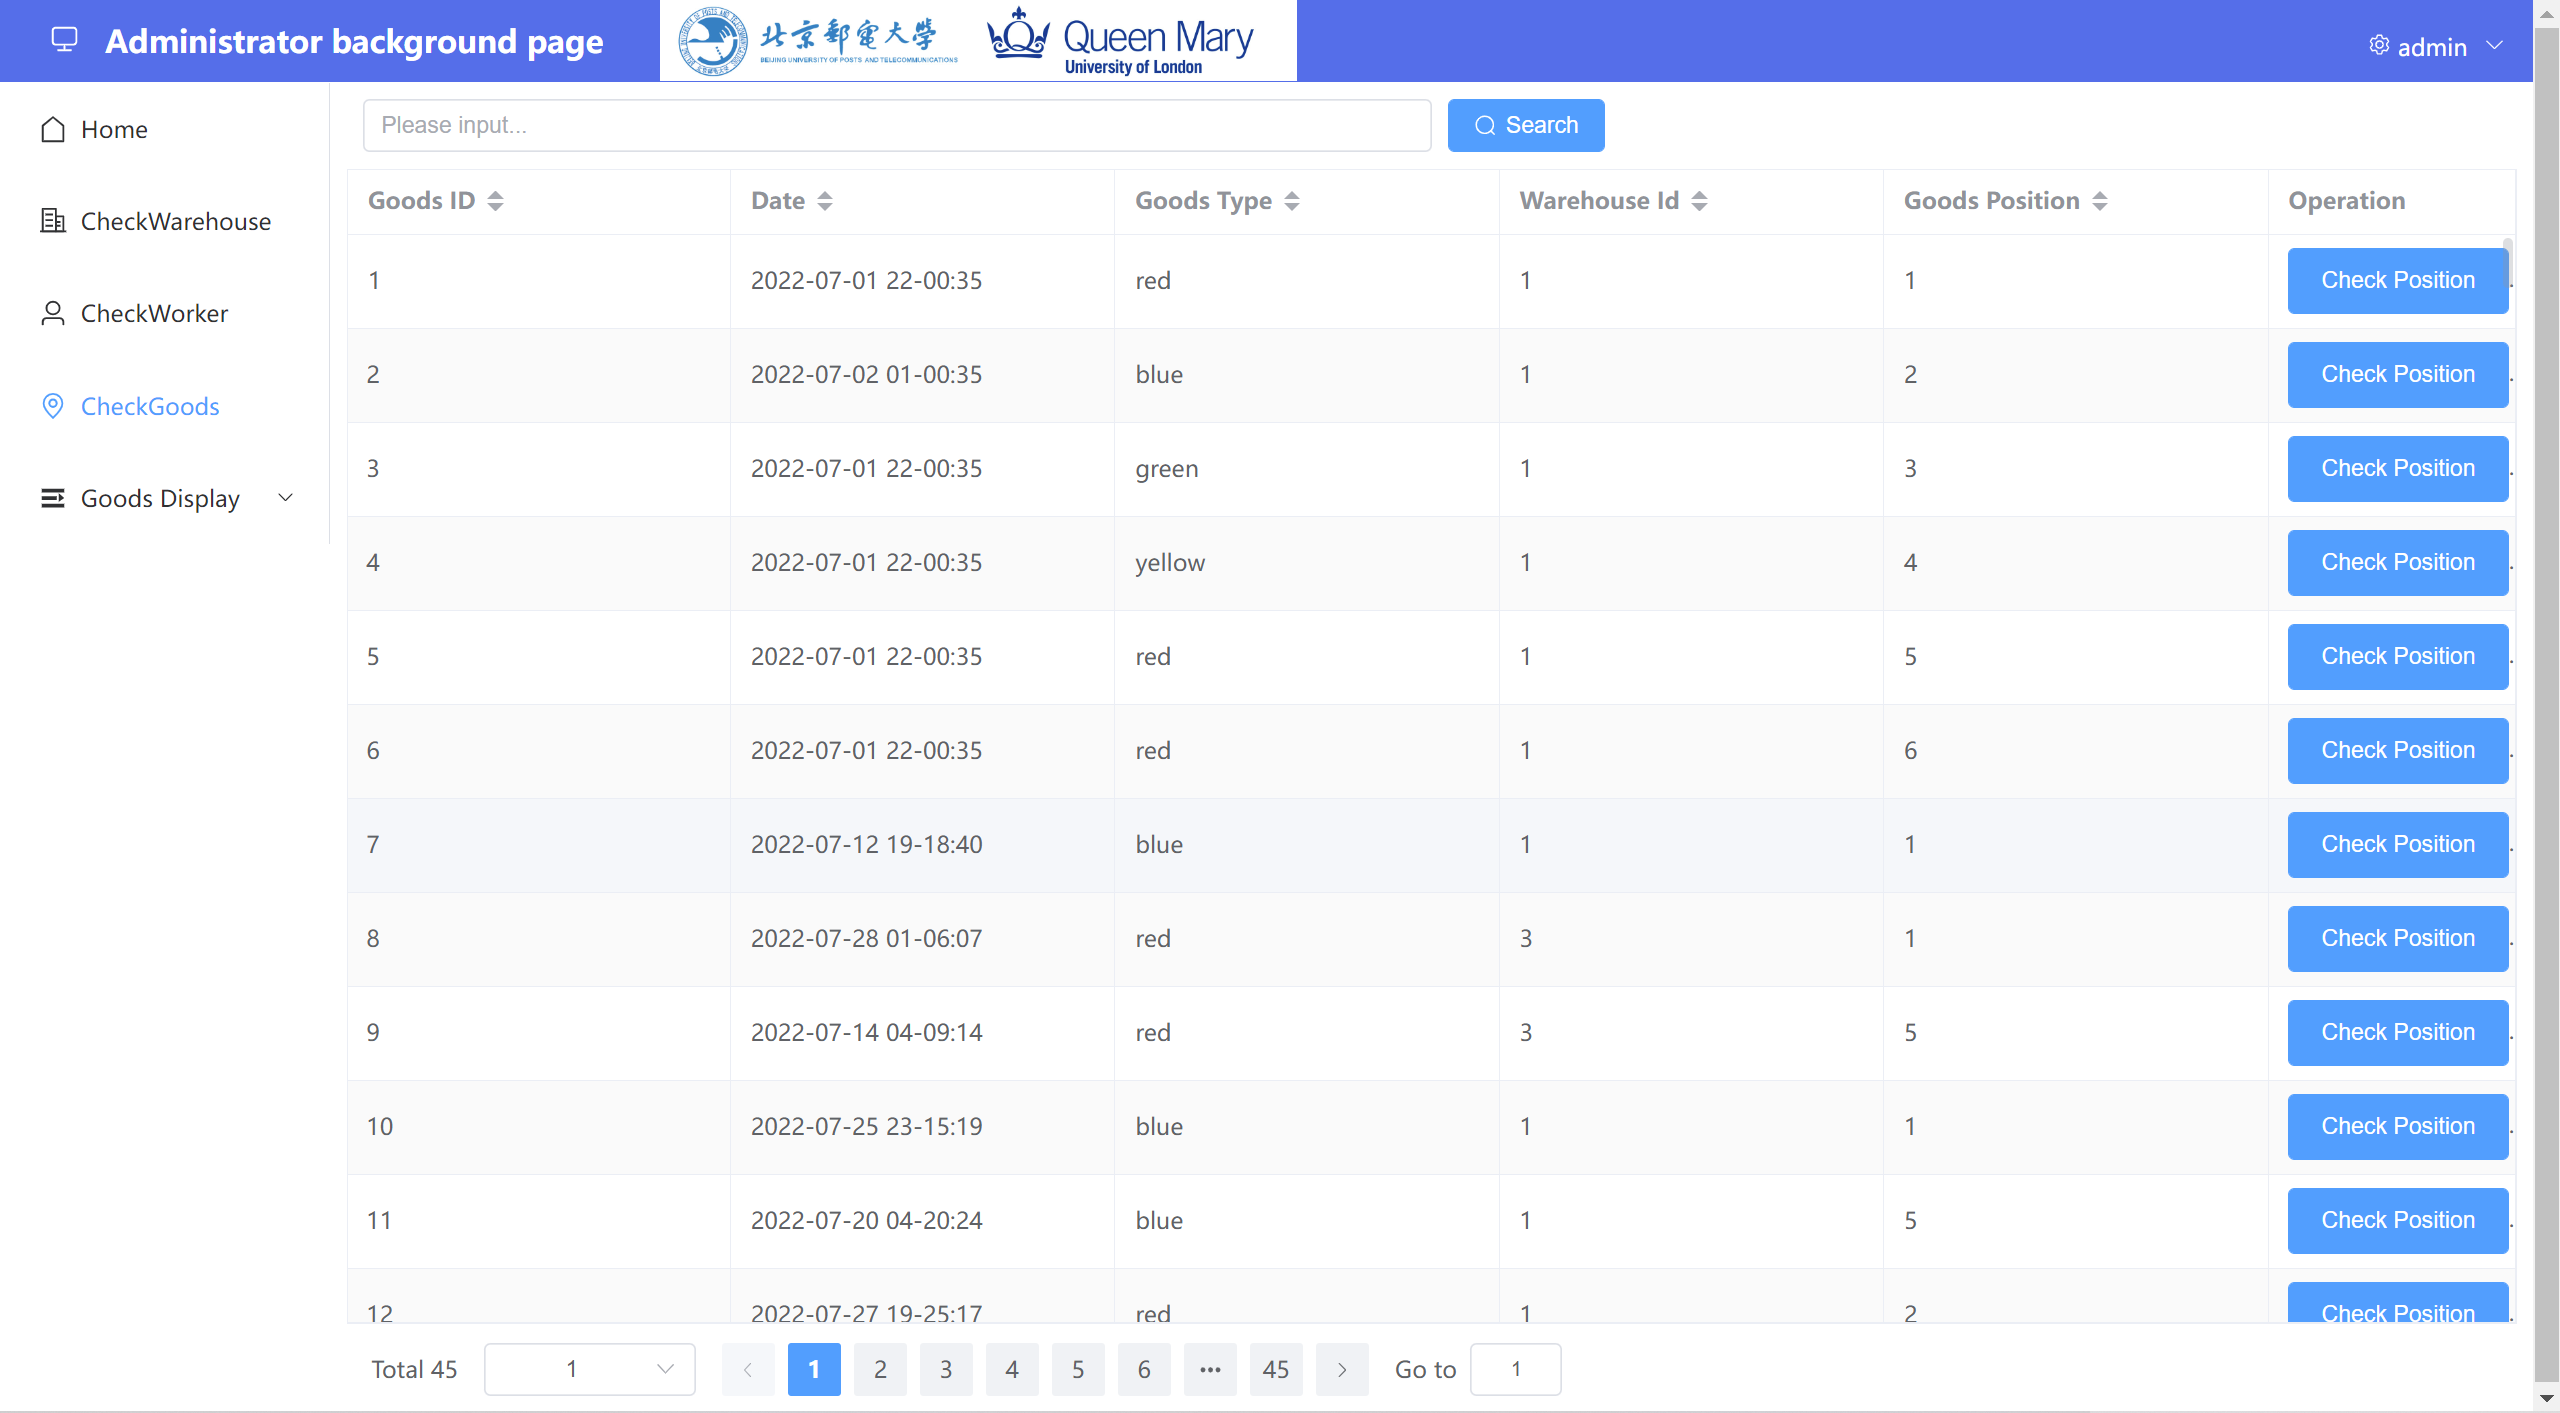 Administrator background page
北京郵電大學
BEIJING UNIVERSITY OF POSTS AND TELECOMMUNICATIONS
Queen Mary
University of London
admin
Home
CheckWarehouse
CheckWorker
CheckGoods
Goods Display
Please input...
Search
Goods ID Date Goods Type Warehouse Id Goods Position Operation
1 2022-07-01 22-00:35 red 1 1 Check Position
2 2022-07-02 01-00:35 blue 1 2 Check Position
3 2022-07-01 22-00:35 green 1 3 Check Position
4 2022-07-01 22-00:35 yellow 1 4 Check Position
5 2022-07-01 22-00:35 red 1 5 Check Position
6 2022-07-01 22-00:35 red 1 6 Check Position
7 2022-07-12 19-18:40 blue 1 1 Check Position
8 2022-07-28 01-06:07 red 3 1 Check Position
9 2022-07-14 04-09:14 red 3 5 Check Position
10 2022-07-25 23-15:19 blue 1 1 Check Position
11 2022-07-20 04-20:24 blue 1 5 Check Position
12 2022-07-27 19-25:17 red 1 2 Check Position
Total 45 1 1 2 3 4 5 6 ••• 45 Go to 1